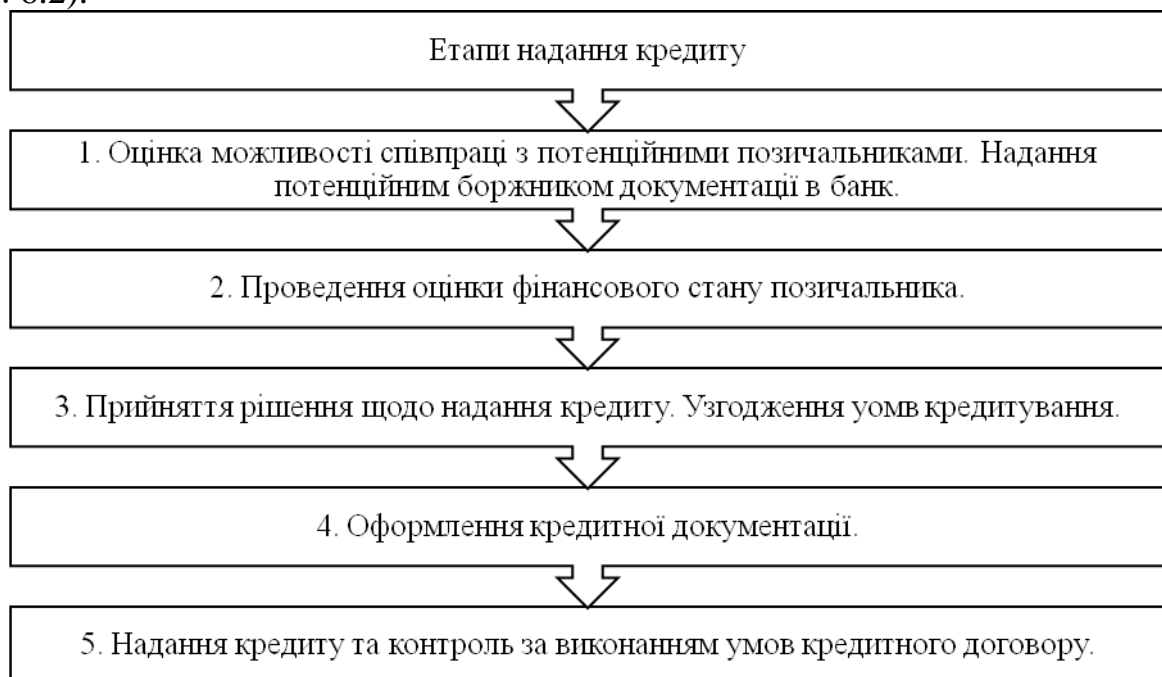 . 6.2).
Етапи надання кредиту
1. Оцінка можливості співпраці з потенційними позичальниками. Надання
потенційним боржником документації в банк.
2. Проведення оцінки фінансового стану позичальника.
3. Прийняття рішення щодо надання кредиту. Узгодження уомв кредитування.
4. Оформлення кредитної документації.
5. Надання кредиту та контроль за виконанням умов кредитного договору.